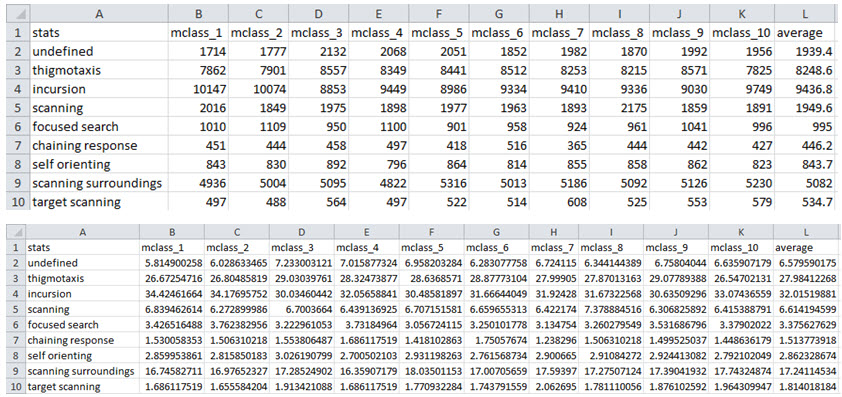 A B C D E F G H I J K L
1 stats mclass_1 mclass_2 mclass_3 mclass_4 mclass_5 mclass_6 mclass_7 mclass_8 mclass_9 mclass_10 average
2 undefined 1714 1777 2132 2068 2051 1852 1982 1870 1992 1956 1939.4
3 thigmotaxis 7862 7901 8557 8349 8441 8512 8253 8215 8571 7825 8248.6
4 incursion 10147 10074 8853 9449 8986 9334 9410 9336 9030 9749 9436.8
5 scanning 2016 1849 1975 1898 1977 1963 1893 2175 1859 1891 1949.6
6 focused search 1010 1109 950 1100 901 958 924 961 1041 996 995
7 chaining response 451 444 458 497 418 516 365 444 442 427 446.2
8 self orienting 843 830 892 796 864 814 855 858 862 823 843.7
9 scanning surroundings 4936 5004 5095 4822 5316 5013 5186 5092 5126 5230 5082
10 target scanning 497 488 564 497 522 514 608 525 553 579 534.7
A B C D E F G H I J K L
1 stats mclass_1 mclass_2 mclass_3 mclass_4 mclass_5 mclass_6 mclass_7 mclass_8 mclass_9 mclass_10 average
2 undefined 5.814900258 6.028633465 7.233003121 7.015877324 6.958203284 6.283077758 6.724115 6.344144389 6.75804044 6.635907179 6.579590175
3 thigmotaxis 26.67254716 26.80485819 29.03039761 28.32473877 28.6368571 28.87773104 27.99905 27.87013163 29.07789388 26.54702131 27.98412268
4 incursion 34.42461664 34.17695752 30.03460442 32.05658841 30.48581897 31.66644049 31.92428 31.67322568 30.63509296 33.07436559 32.01519881
5 scanning 6.839462614 6.272899986 6.7003664 6.439136925 6.707151581 6.659655313 6.422174 7.378884516 6.306825892 6.415388791 6.614194599
6 focused search 3.426516488 3.762382956 3.222961053 3.73184964 3.056724115 3.250101778 3.134754 3.260279549 3.531686796 3.37902022 3.375627629
7 chaining response 1.530058353 1.506310218 1.553806487 1.686117519 1.418102863 1.75057674 1.238296 1.506310218 1.499525037 1.448636179 1.513773918
8 self orienting 2.859953861 2.815850183 3.026190799 2.700502103 2.931198263 2.761568734 2.900665 2.91084272 2.924413082 2.792102049 2.862328674
9 scanning surroundings 16.74582711 16.97652327 17.28524902 16.35907179 18.03501153 17.00705659 17.59397 17.27507124 17.39041932 17.74324874 17.24114534
10 target scanning 1.686117519 1.655584204 1.913421088 1.686117519 1.770932284 1.743791559 2.062695 1.781110056 1.876102592 1.964309947 1.814018184